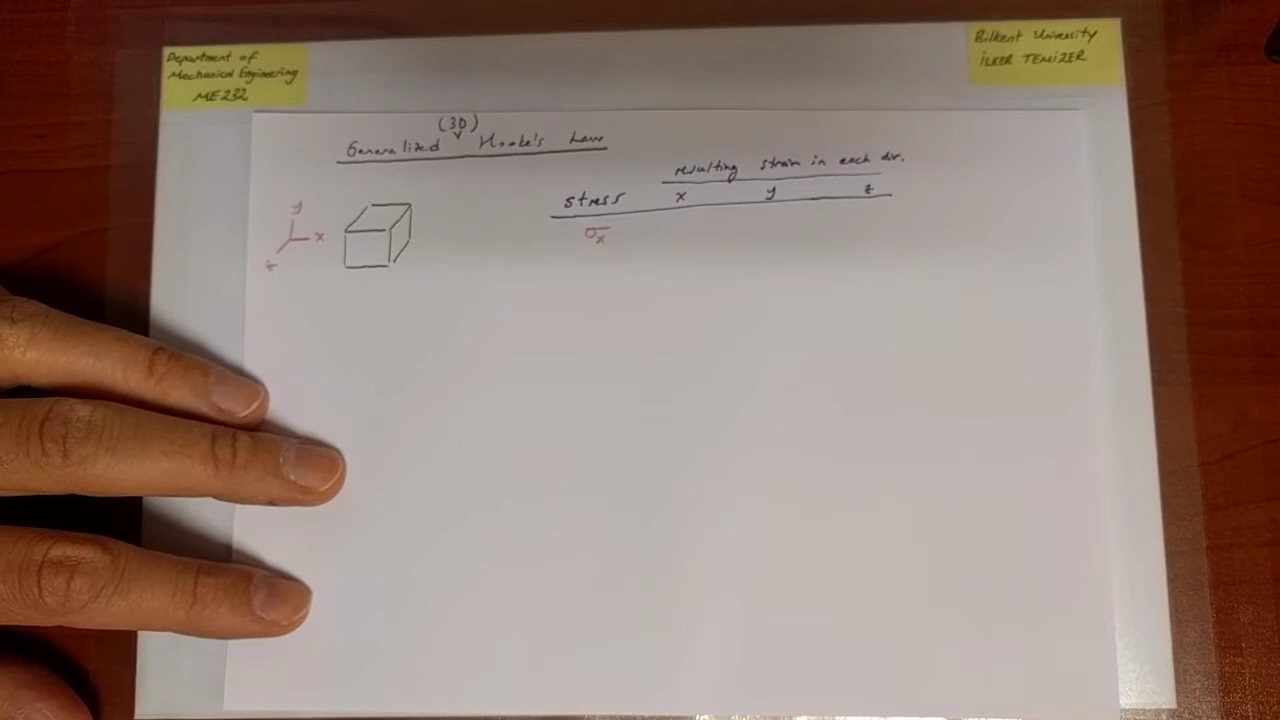 Department of
Mechanical Engineering
ME232
Bilkent University
İLKER TEMİZER
(3D)
Generalized Hooke's Law
resulting strain in each dir.
stress x y z
σx
y
x
z